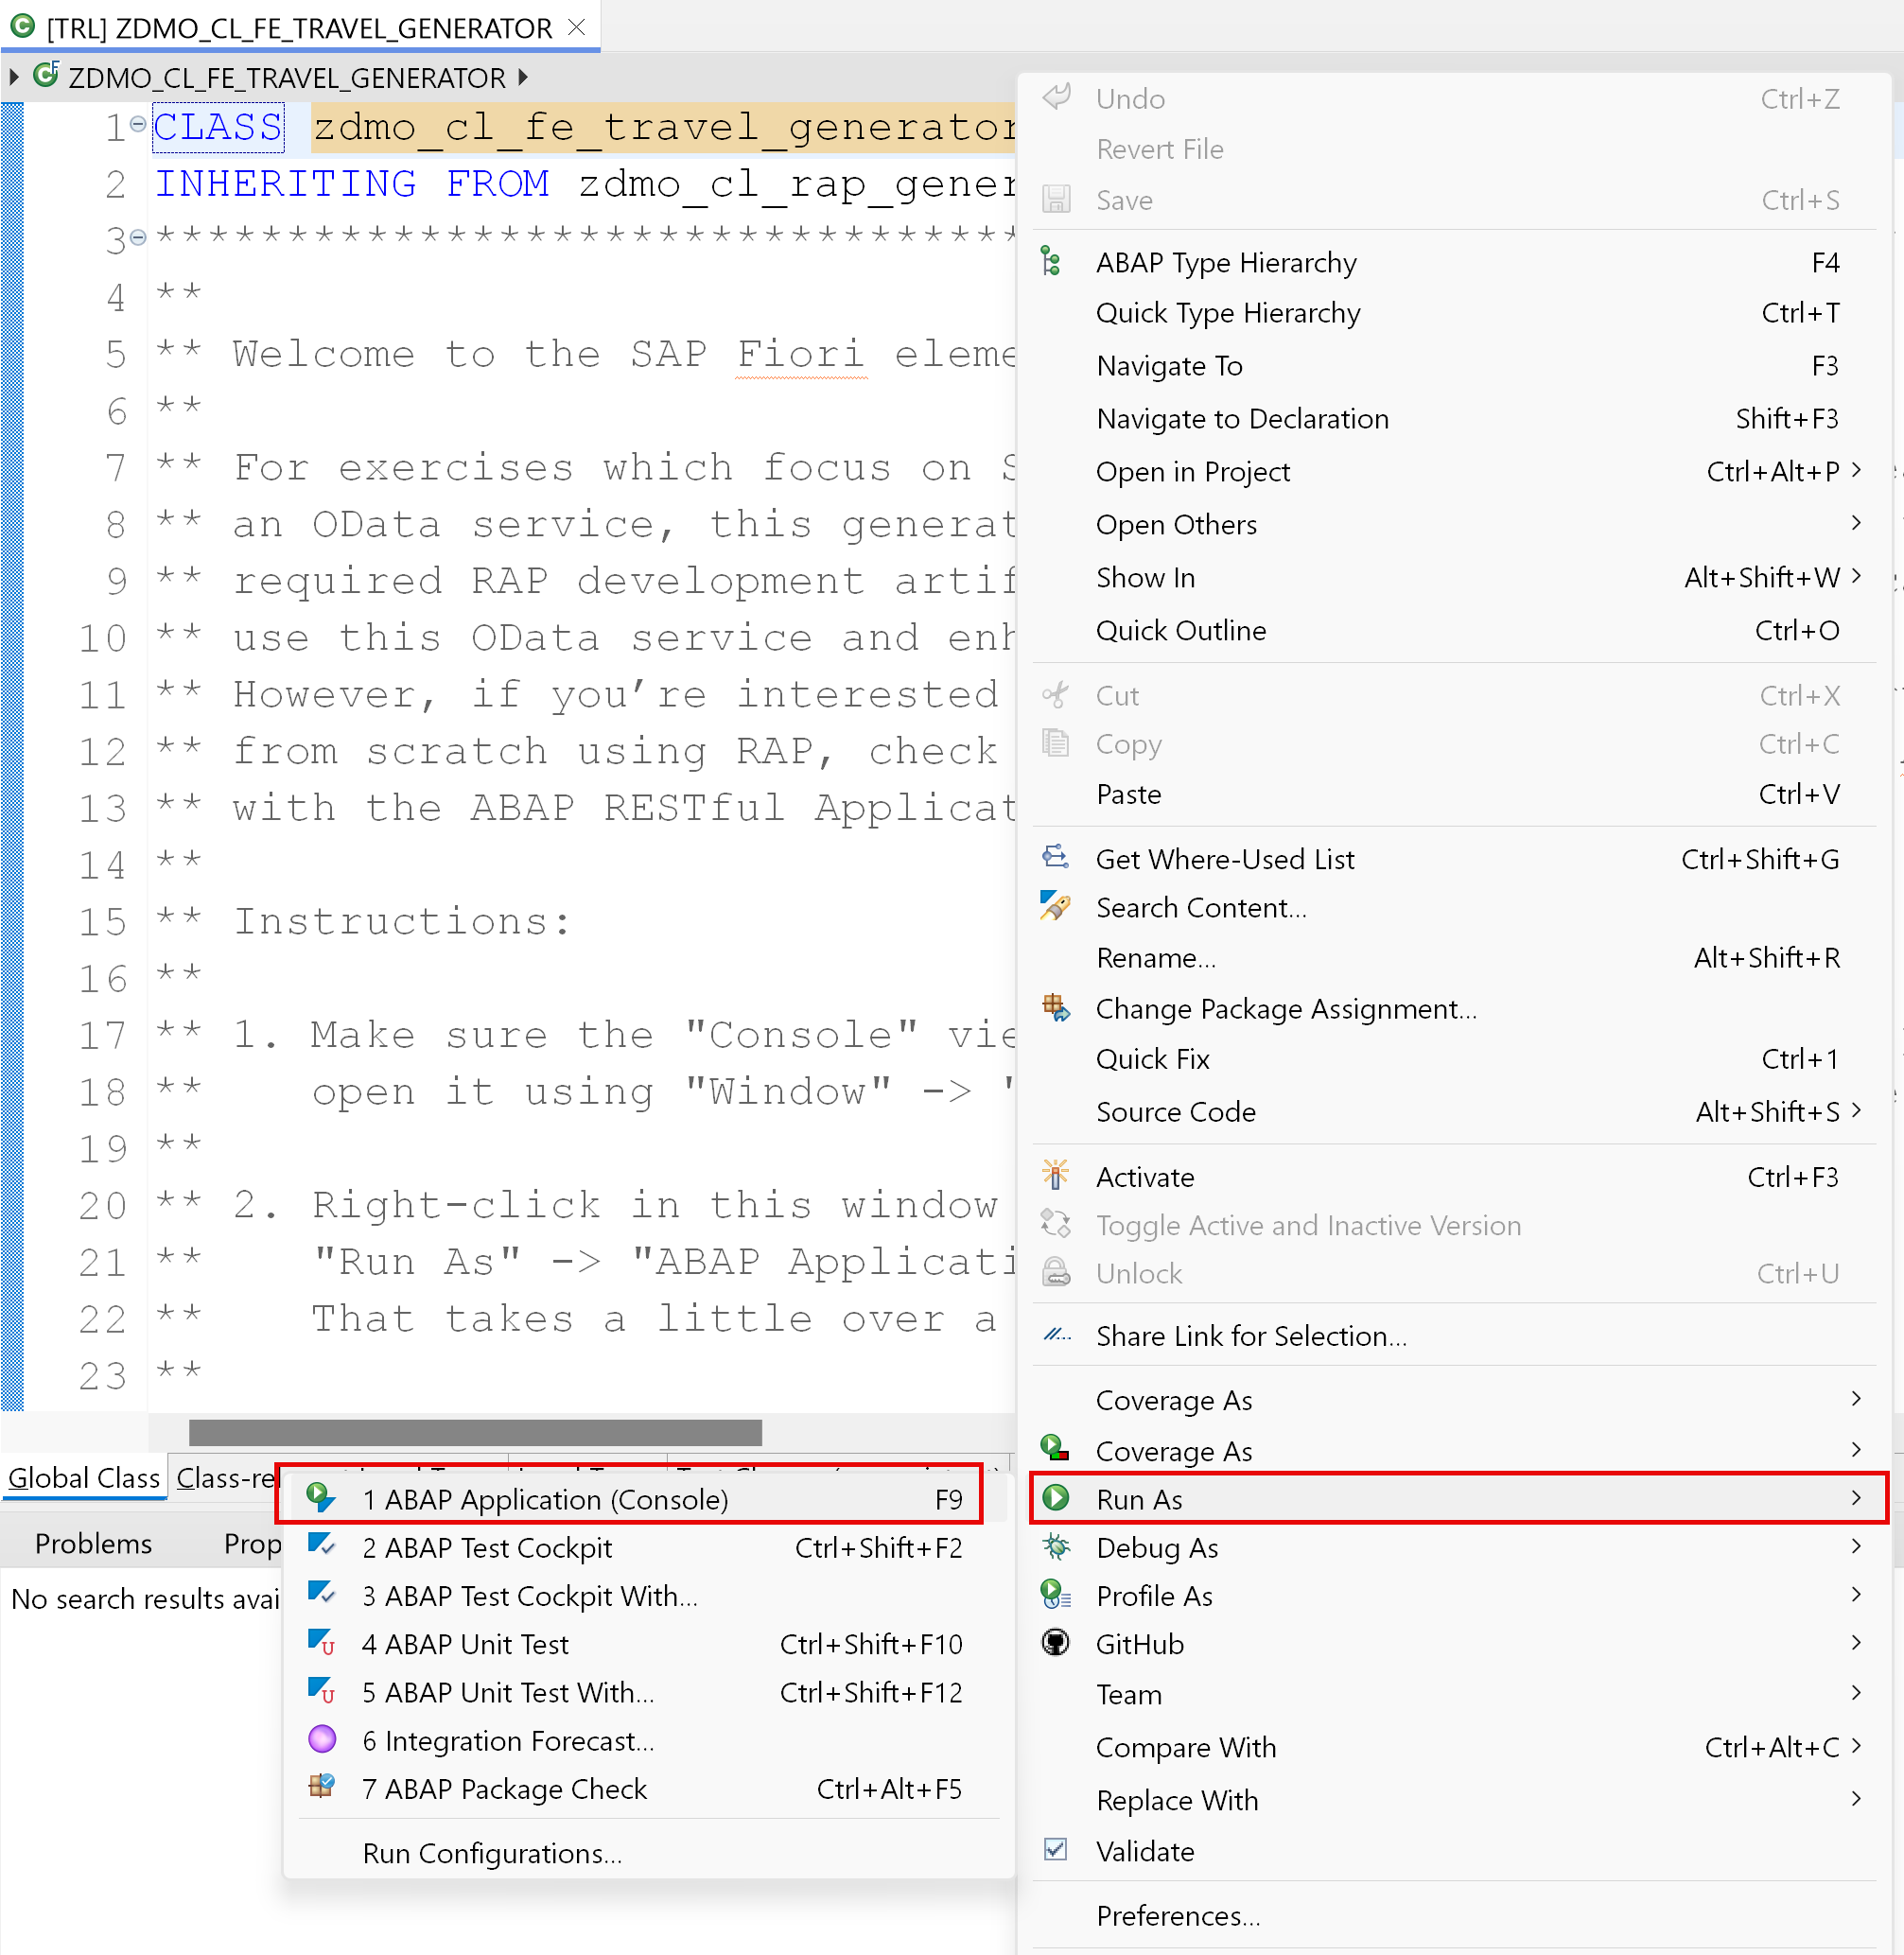 [TRL] ZDMO_CL_FE_TRAVEL_GENERATOR
ZDMO_CL_FE_TRAVEL_GENERATOR
1 CLASS zdmo_cl_fe_travel_generator
2 INHERITING FROM zdmo_cl_rap_gener
3 *********************************
4 **
5 ** Welcome to the SAP Fiori eleme
6 **
7 ** For exercises which focus on S
8 ** an OData service, this generat
9 ** required RAP development artif
10 ** use this OData service and enh
11 ** However, if you’re interested
12 ** from scratch using RAP, check
13 ** with the ABAP RESTful Applicat
14 **
15 ** Instructions:
16 **
17 ** 1. Make sure the "Console" vie
18 ** open it using "Window" -> "
19 **
20 ** 2. Right-click in this window
21 ** "Run As" -> "ABAP Applicati
22 ** That takes a little over a
23 **
Global Class
Class-re
Problems
Prop
No search results avai
1 ABAP Application (Console) F9
2 ABAP Test Cockpit Ctrl+Shift+F2
3 ABAP Test Cockpit With...
4 ABAP Unit Test Ctrl+Shift+F10
5 ABAP Unit Test With... Ctrl+Shift+F12
6 Integration Forecast...
7 ABAP Package Check Ctrl+Alt+F5
Run Configurations...
Undo Ctrl+Z
Revert File
Save Ctrl+S
ABAP Type Hierarchy F4
Quick Type Hierarchy Ctrl+T
Navigate To F3
Navigate to Declaration Shift+F3
Open in Project Ctrl+Alt+P
Open Others
Show In Alt+Shift+W
Quick Outline Ctrl+O
Cut Ctrl+X
Copy Ctrl+C
Paste Ctrl+V
Get Where-Used List Ctrl+Shift+G
Search Content...
Rename... Alt+Shift+R
Change Package Assignment...
Quick Fix Ctrl+1
Source Code Alt+Shift+S
Activate Ctrl+F3
Toggle Active and Inactive Version
Unlock Ctrl+U
Share Link for Selection...
Coverage As
Coverage As
Run As
Debug As
Profile As
GitHub
Team
Compare With Ctrl+Alt+C
Replace With
Validate
Preferences...